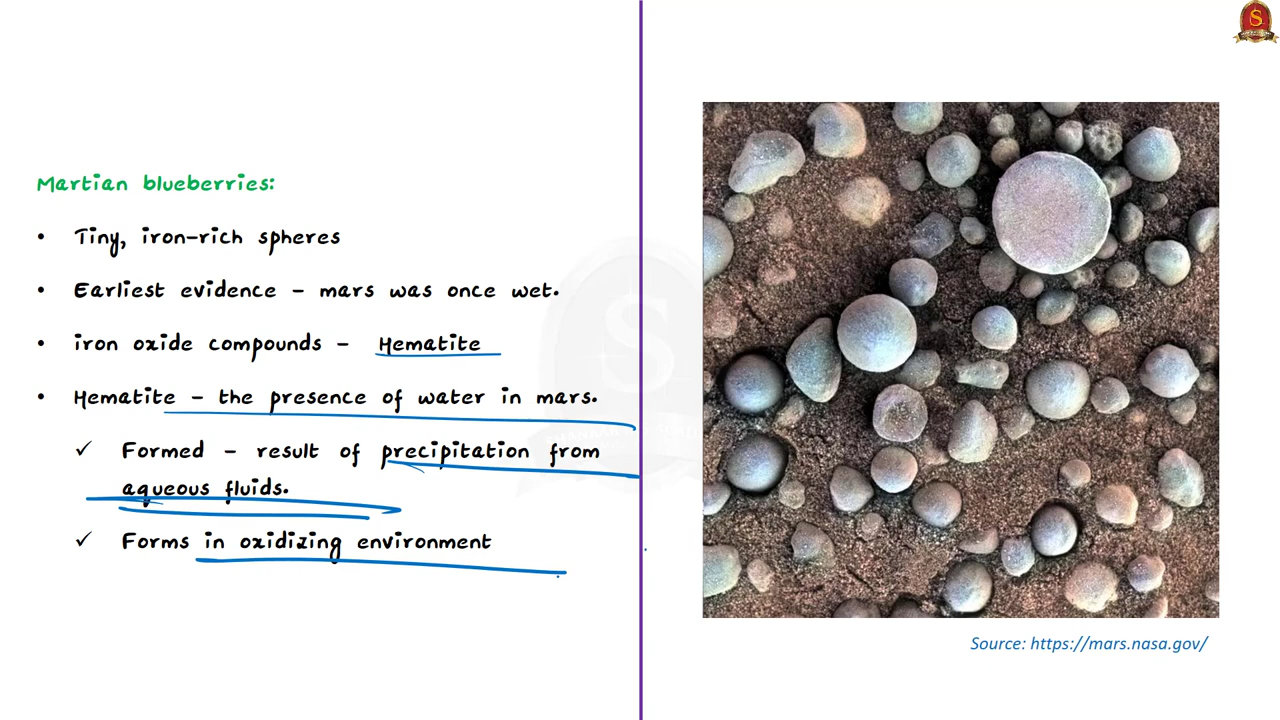 Martian blueberries:
• Tiny, iron-rich spheres
• Earliest evidence – mars was once wet.
• iron oxide compounds – Hematite
• Hematite – the presence of water in mars.
✓ Formed – result of precipitation from
aqueous fluids.
✓ Forms in oxidizing environment
S
S
Source: https://mars.nasa.gov/